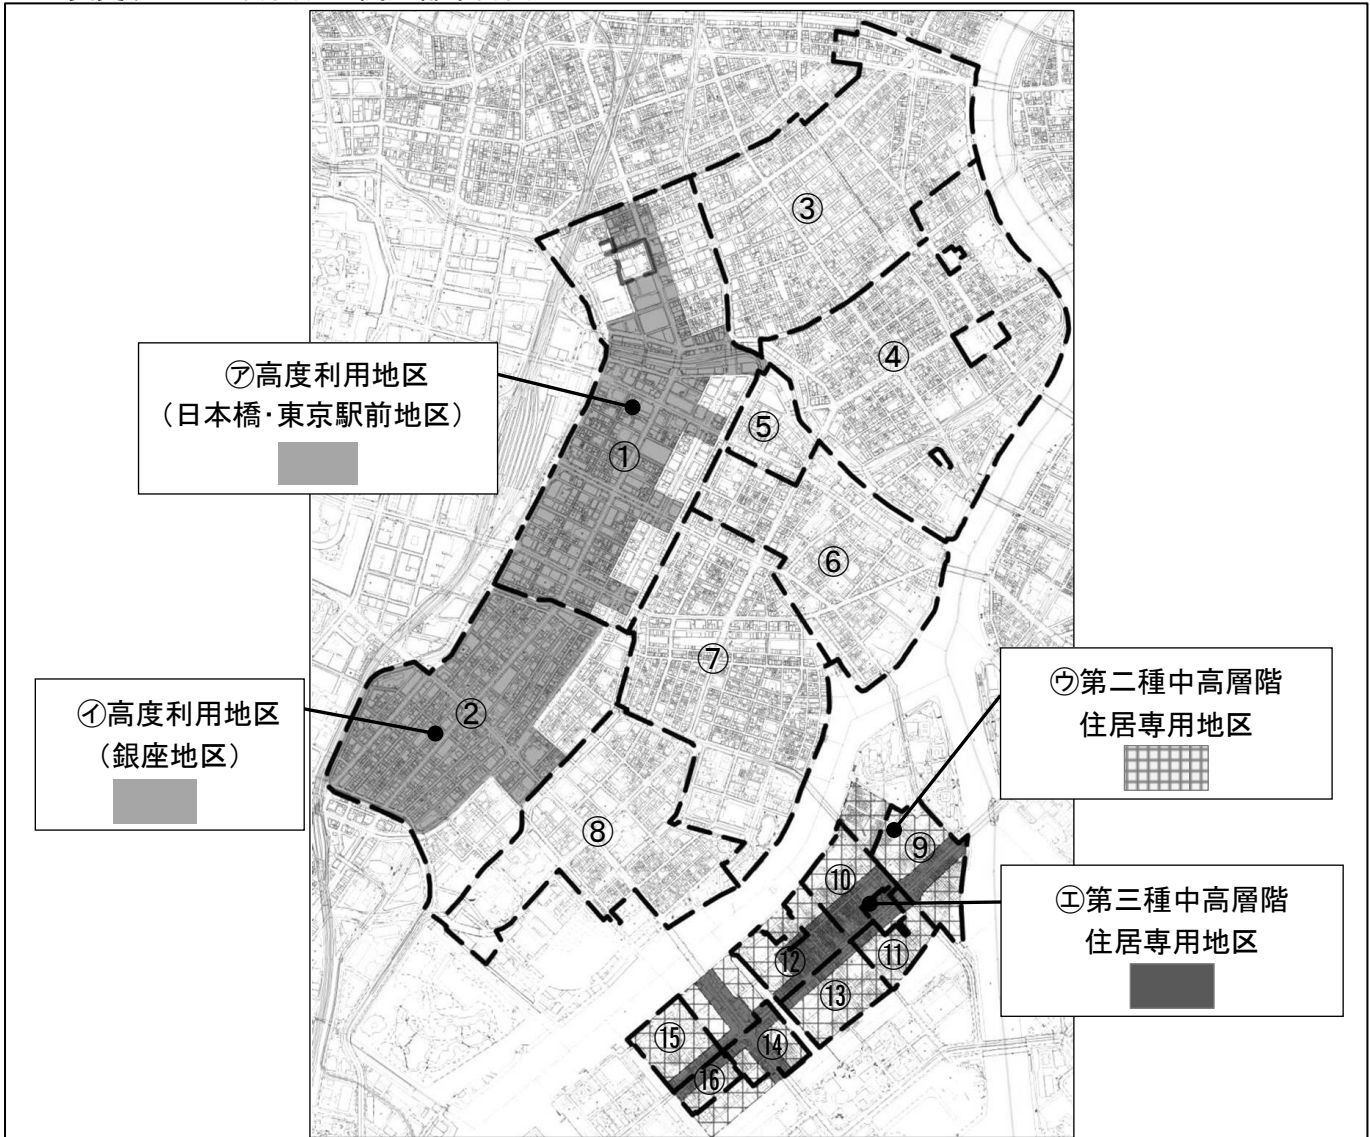 ③
④
㋐高度利用地区
(日本橋・東京駅前地区)
⑤
①
⑥
⑦
㋑高度利用地区
(銀座地区)
②
㋒第二種中高層階
住居専用地区
⑧
⑨
⑩
㋓第三種中高層階
住居専用地区
⑪
⑫
⑬
⑭
⑮
⑯